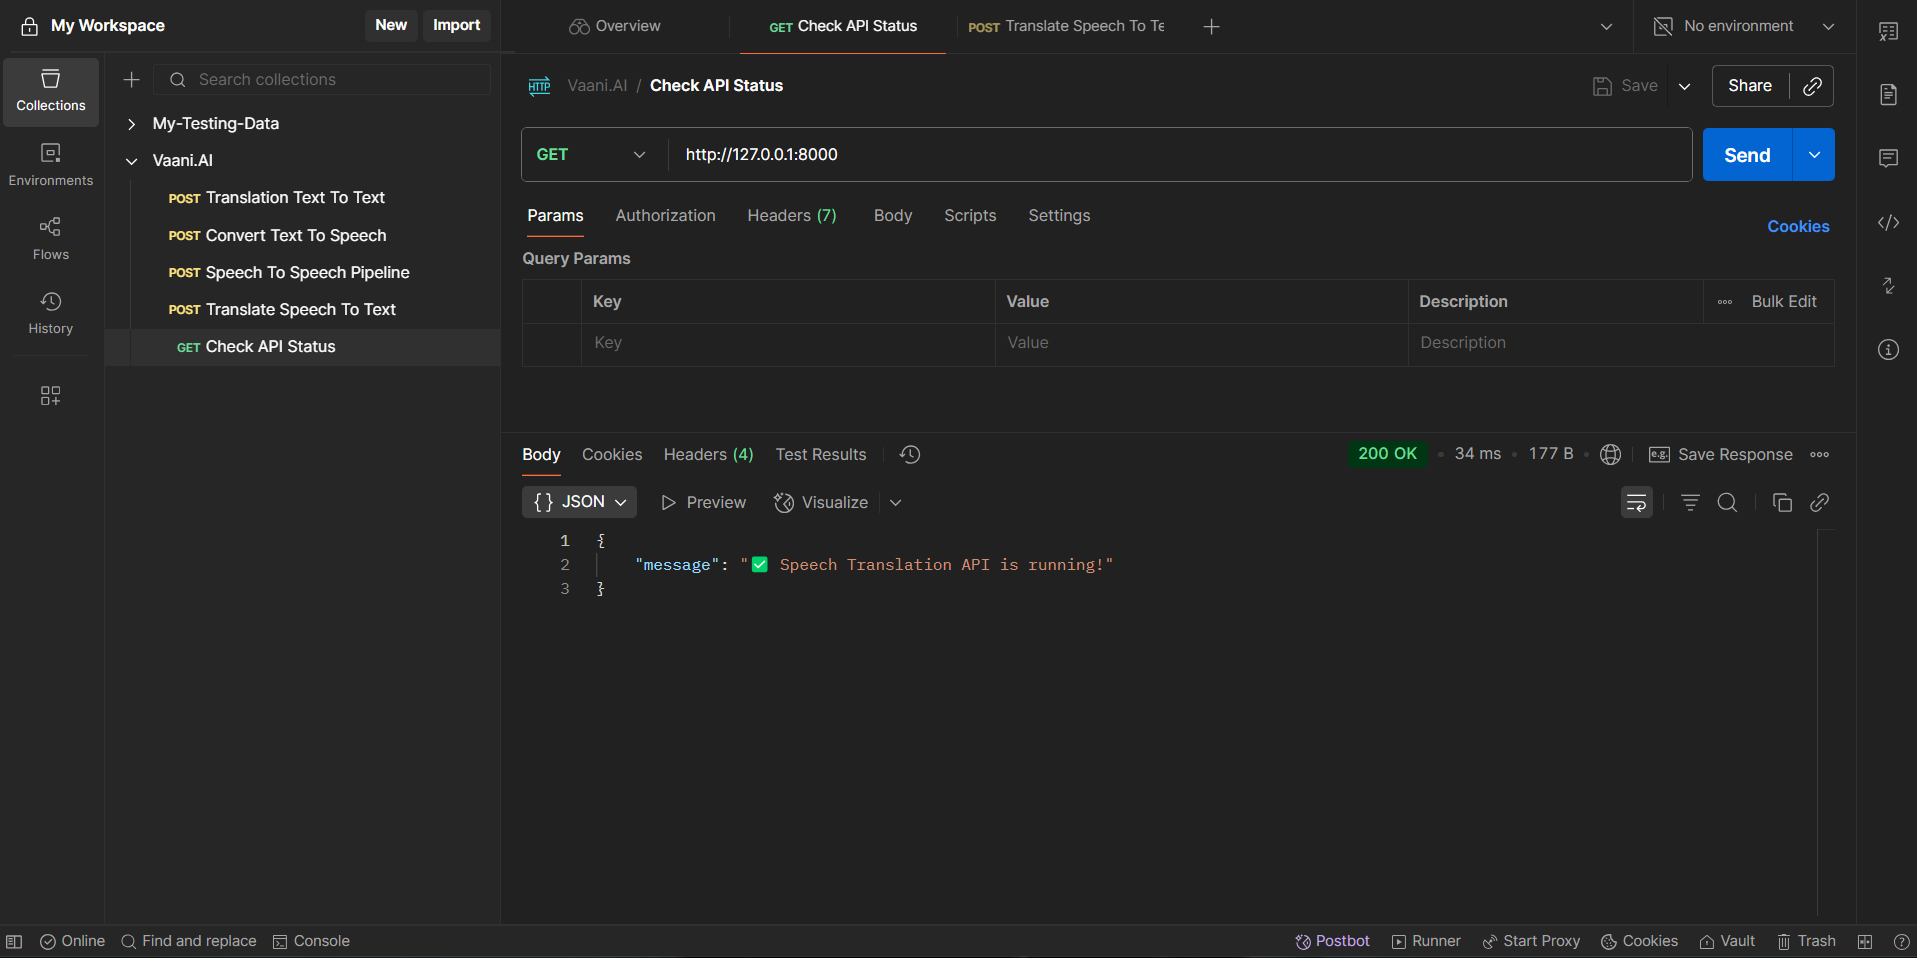 My Workspace
New
Import
Overview
GET Check API Status
POST Translate Speech To Te
No environment
Collections
Environments
Flows
History
Search collections
My-Testing-Data
Vaani.AI
POST Translation Text To Text
POST Convert Text To Speech
POST Speech To Speech Pipeline
POST Translate Speech To Text
GET Check API Status
HTTP Vaani.AI / Check API Status
Save
Share
GET
http://127.0.0.1:8000
Send
Params Authorization Headers (7) Body Scripts Settings
Cookies
Query Params
Key Value Description Bulk Edit
Key Value Description
Body Cookies Headers (4) Test Results
200 OK • 34 ms • 177 B
e.g. Save Response
{} JSON
Preview
Visualize
1 {
2 "message": "✅ Speech Translation API is running!"
3 }
Online
Find and replace
Console
Postbot
Runner
Start Proxy
Cookies
Vault
Trash